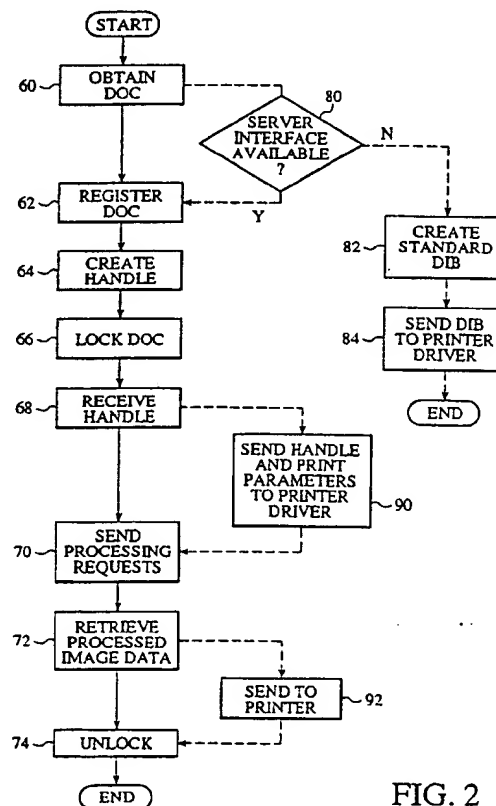 START
60
OBTAIN
DOC
80
SERVER
INTERFACE
AVAILABLE
?
N
Y
62
REGISTER
DOC
82
CREATE
STANDARD
DIB
64
CREATE
HANDLE
84
SEND DIB
TO PRINTER
DRIVER
66
LOCK DOC
END
68
RECEIVE
HANDLE
SEND HANDLE
AND PRINT
PARAMETERS
TO PRINTER
DRIVER
90
70
SEND
PROCESSING
REQUESTS
72
RETRIEVE
PROCESSED
IMAGE DATA
SEND TO
PRINTER
92
74
UNLOCK
END
FIG. 2